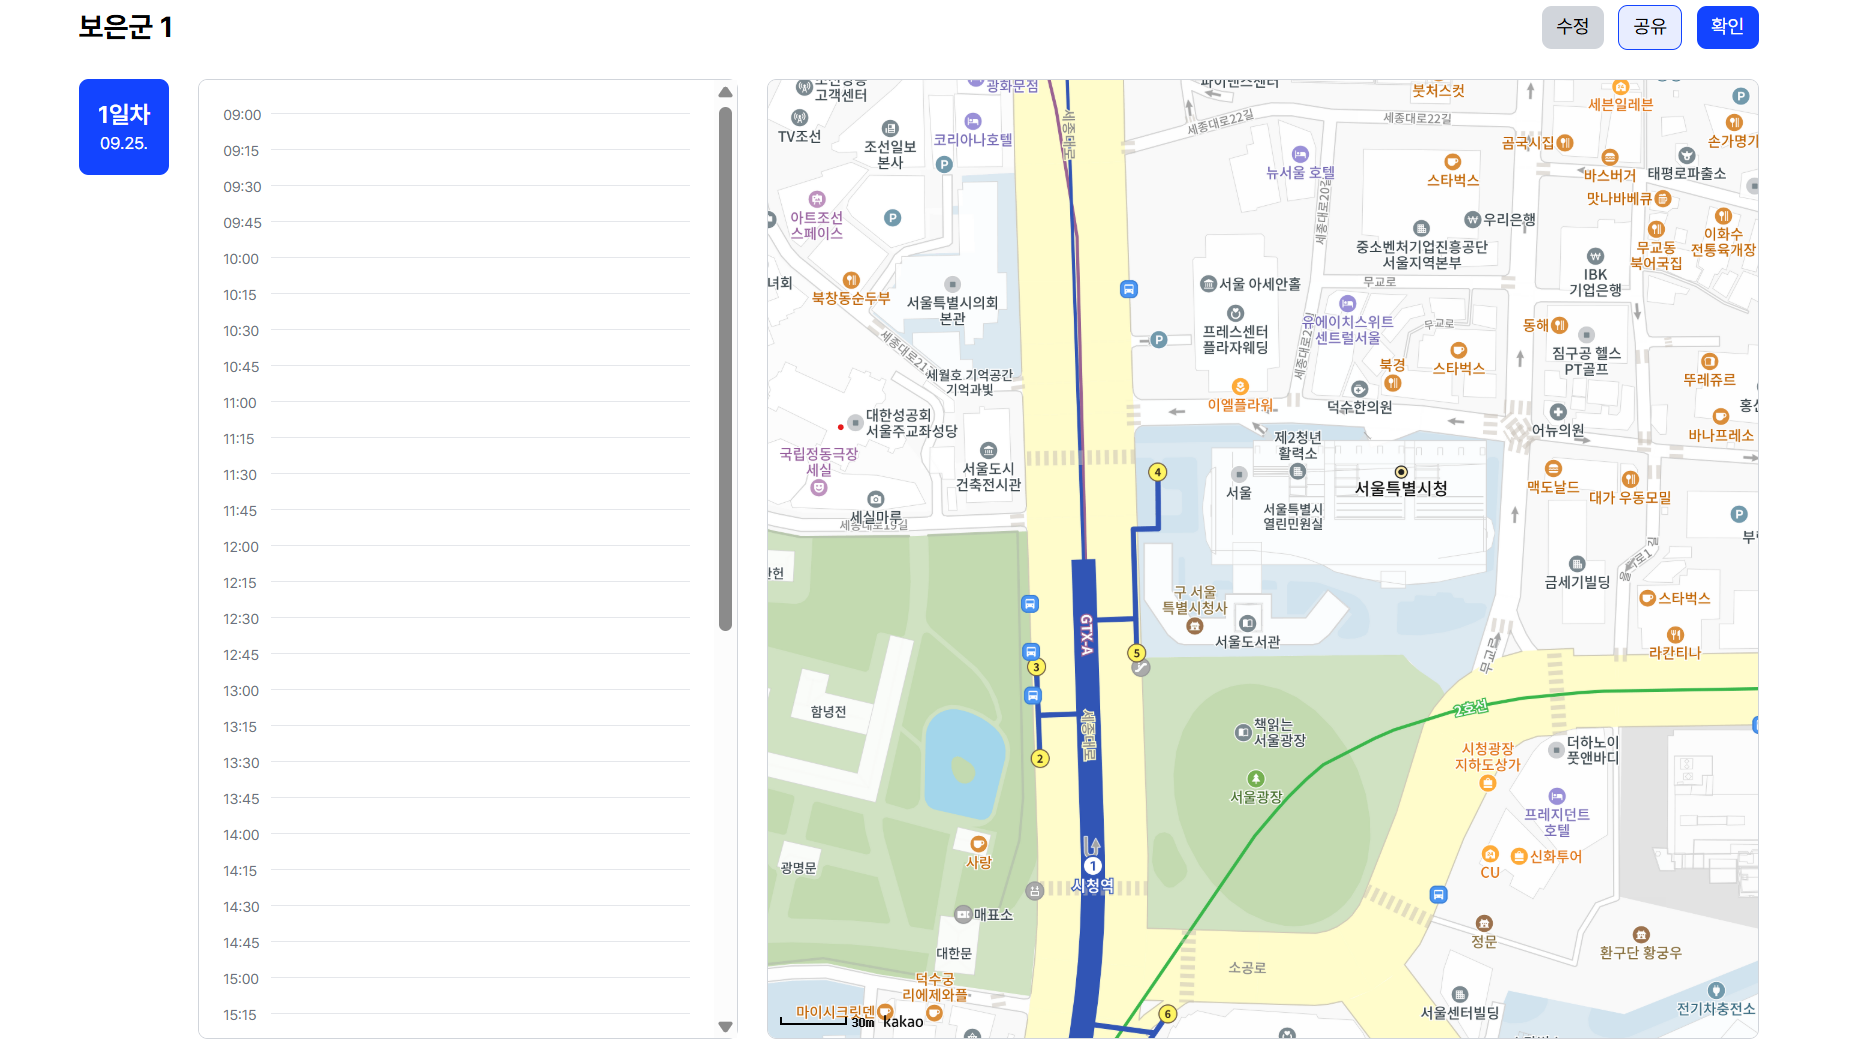 보은군 1
수정
공유
확인
1일차
09.25.
09:00
09:15
09:30
09:45
10:00
10:15
10:30
10:45
11:00
11:15
11:30
11:45
12:00
12:15
12:30
12:45
13:00
13:15
13:30
13:45
14:00
14:15
14:30
14:45
15:00
15:15
고객센터
광화문점
TV조선
조선일보
본사
코리아나호텔
P
아트조선
스페이스
P
북창동순두부
서울특별시의회
본관
세종대로
세종대로22길
세종대로22길
붓처스컷
세븐일레븐
P
손가명가
곰국시집
뉴서울 호텔
스타벅스
바스버거
태평로파출소
맛나바베큐
우리은행
중소벤처기업진흥공단
서울지역본부
무교동
북어국집
이화수
전통육개장
IBK
기업은행
서울 아세안홀
무교로
세종대로20길
프레스센터
플라자웨딩
유에이치스위트
센트럴서울
무교로
동해
짐구공 헬스
PT골프
P
북경
스타벅스
뚜레쥬르
이엘플라워
덕수한의원
어뉴의원
바나프레소
세월호 기억공간
기억과빛
대한성공회
서울주교좌성당
국립정동극장
세실
서울도시
건축전시관
세실마루
세종대로19길
4
제2청년
활력소
서울
서울특별시청
서울특별시
열린민원실
맥도날드
대가 우동모밀
P
금세기빌딩
스타벅스
라칸티나
구 서울
특별시청사
서울도서관
무교로
GTX-A
3
5
2
세종대로
함녕전
책읽는
서울광장
서울광장
2호선
시청광장
지하도상가
더하노이
풋앤바디
프레지던트
호텔
CU
신화투어
사랑
광명문
1
시청역
매표소
대한문
정문
환구단 황궁우
소공로
덕수궁
리에제와플
마이시크릿덴
서울센터빌딩
전기차충전소
6
30m
kakao